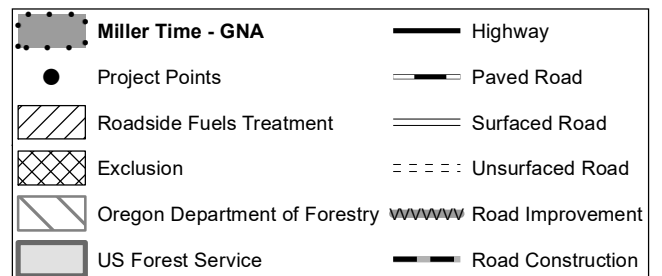 Miller Time - GNA
Project Points
Roadside Fuels Treatment
Exclusion
Oregon Department of Forestry
US Forest Service
Highway
Paved Road
Surfaced Road
Unsurfaced Road
Road Improvement
Road Construction